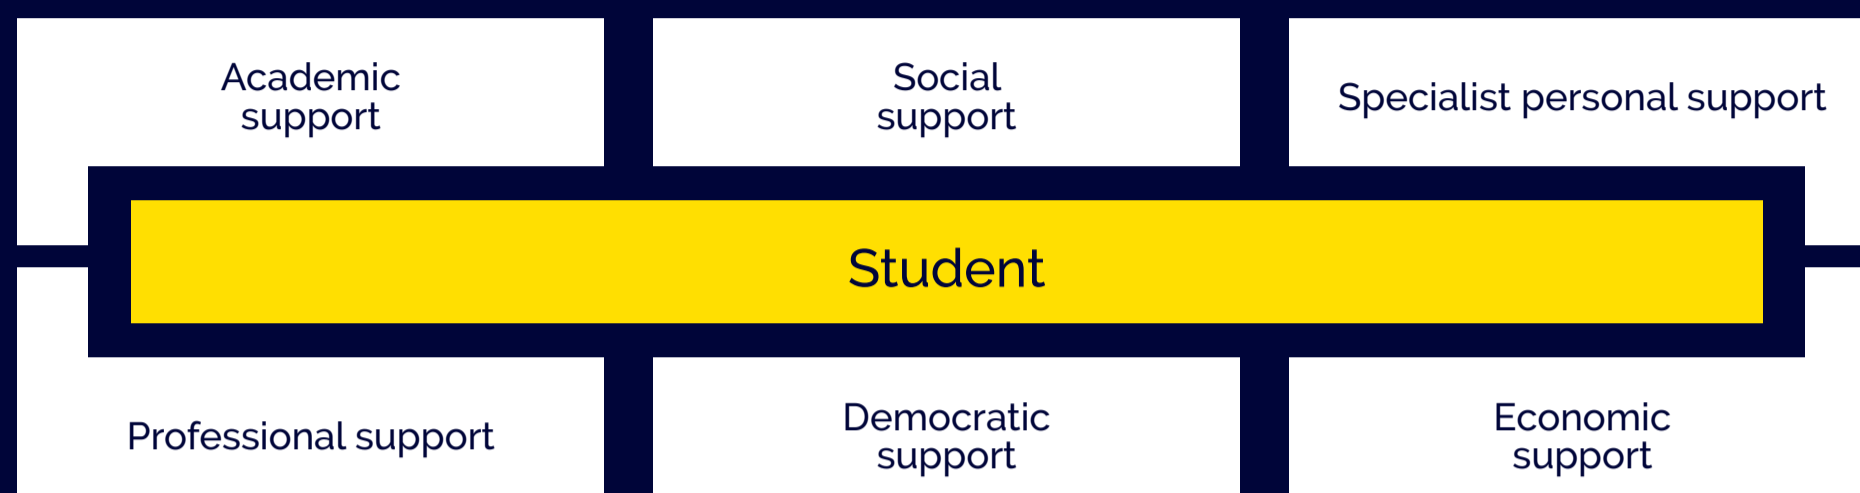 Academic
support
Social
support
Specialist personal support
Student
Professional support
Democratic
support
Economic
support